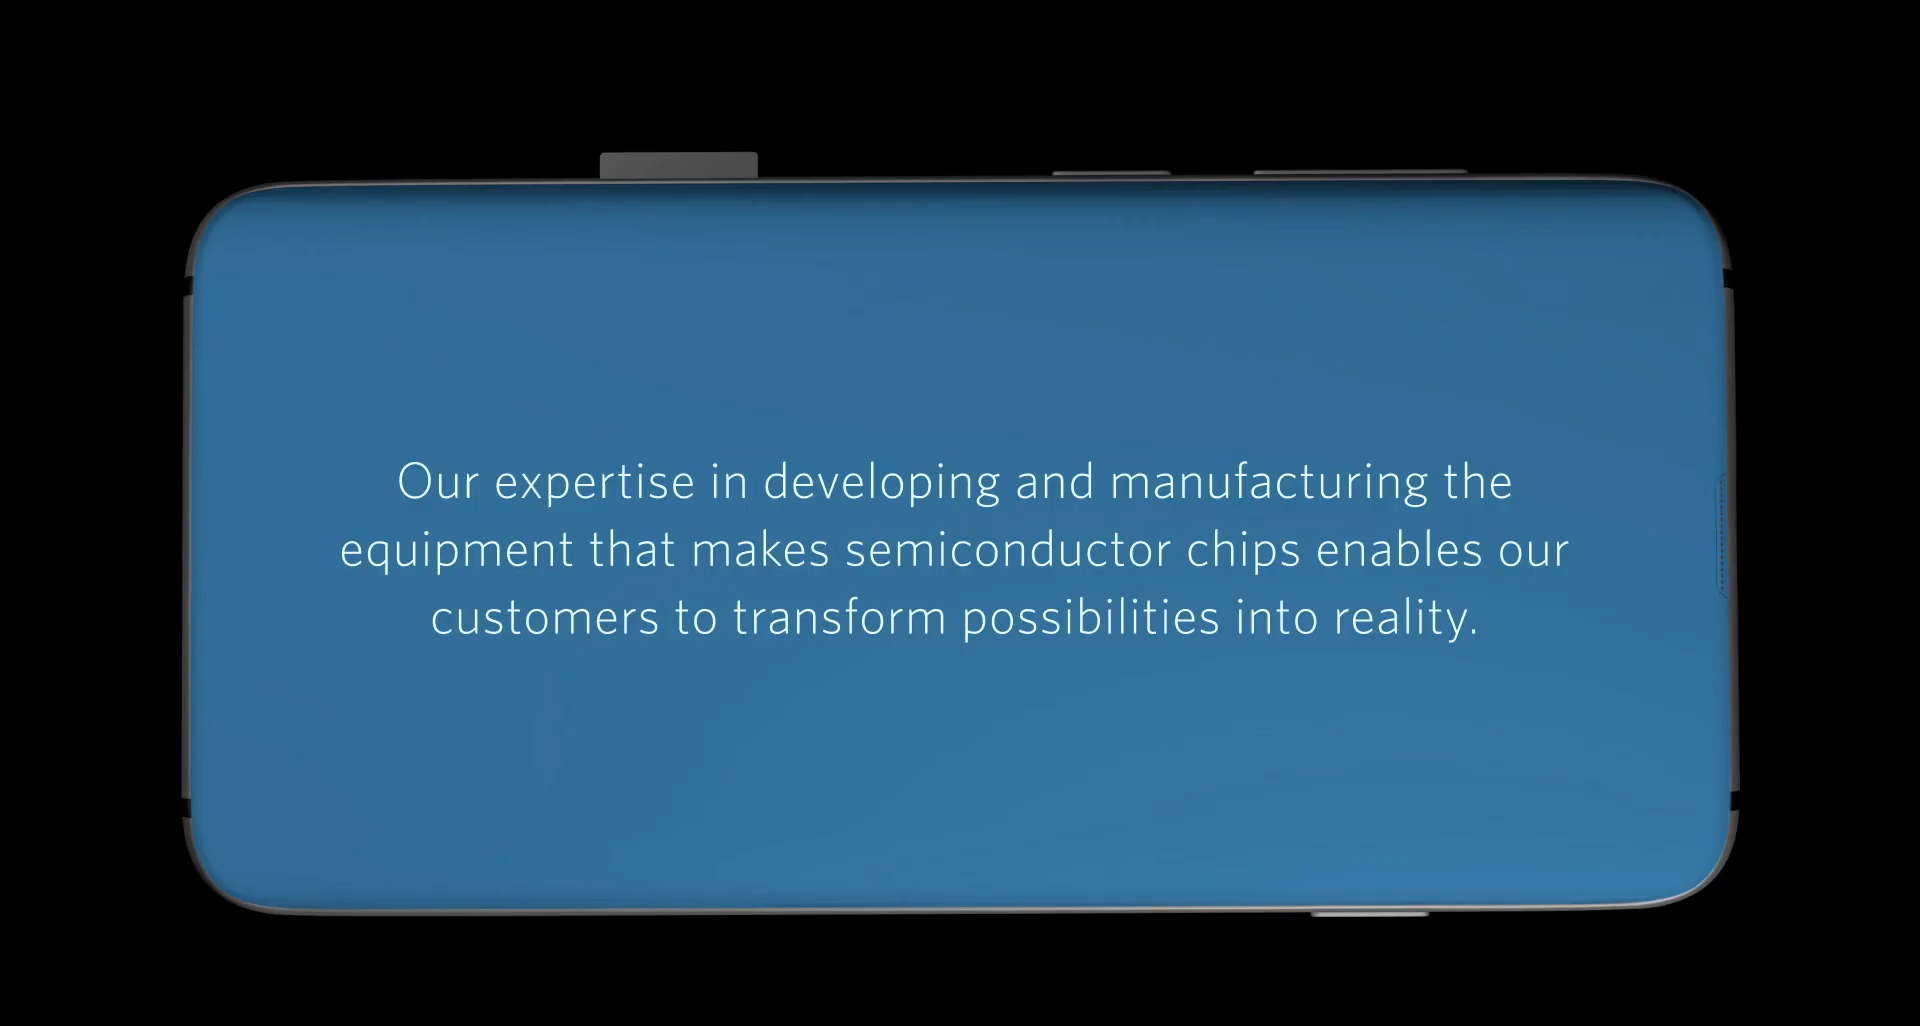 Our expertise in developing and manufacturing the
equipment that makes semiconductor chips enables our
customers to transform possibilities into reality.